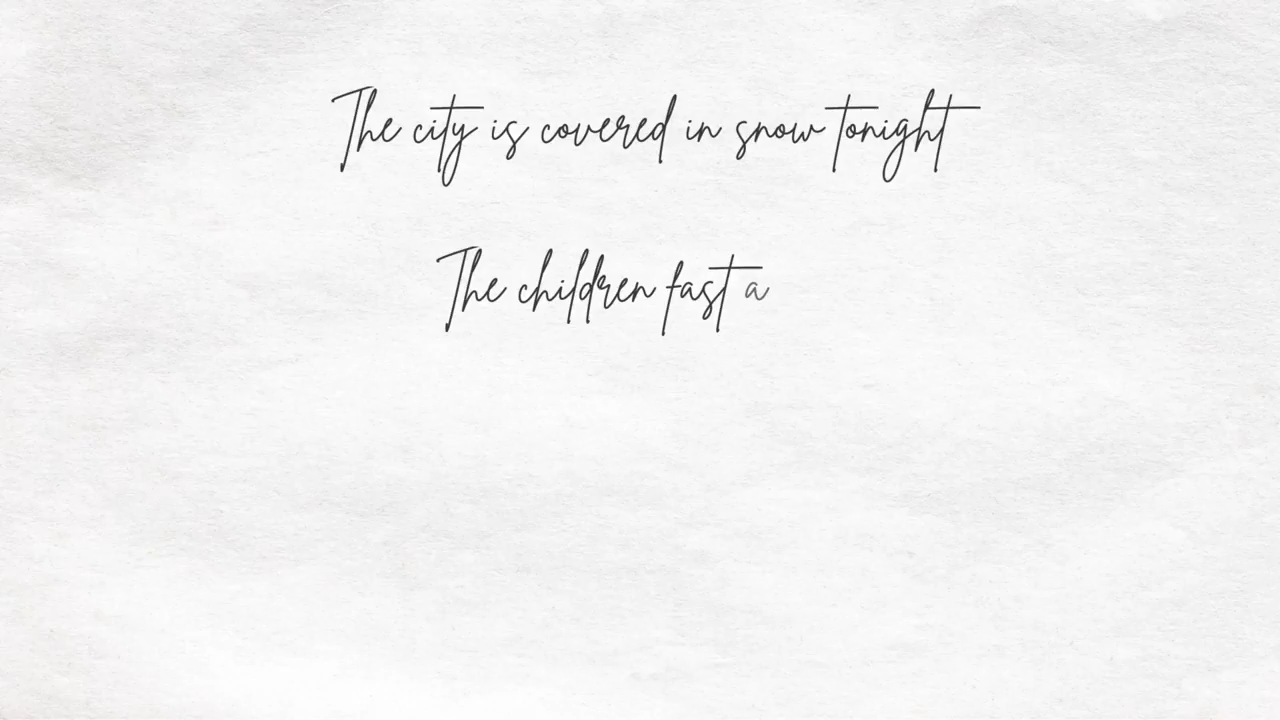 The city is covered in snow tonight
The children fast a